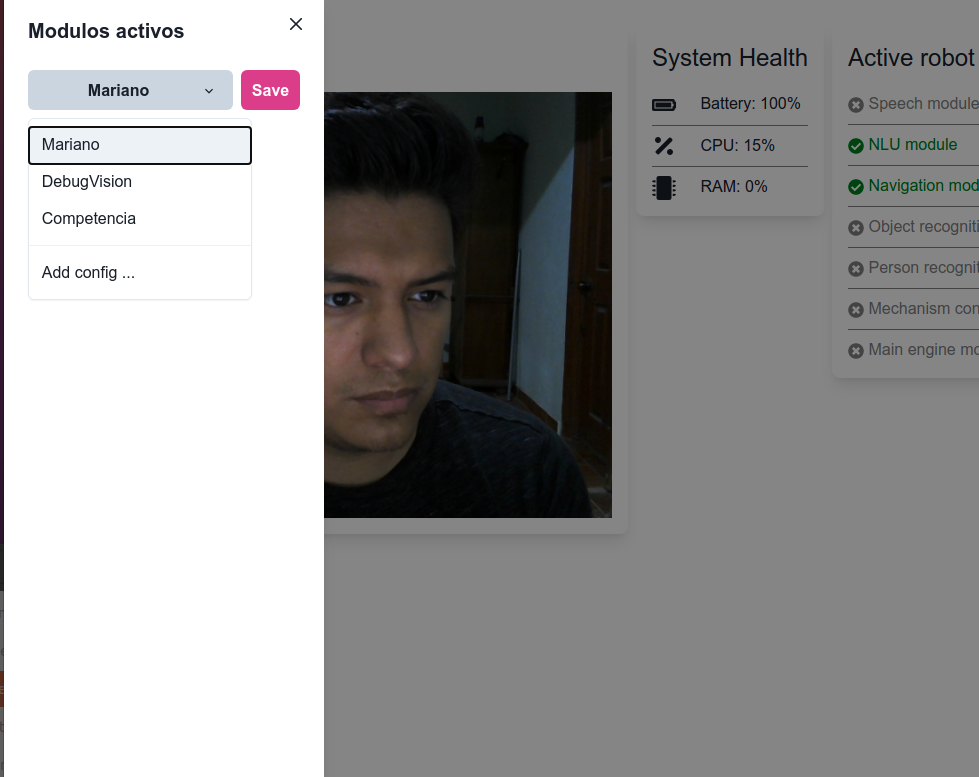 Modulos activos
Mariano
Save
Mariano
DebugVision
Competencia
Add config ...
System Health
Battery: 100%
CPU: 15%
RAM: 0%
Active robot
Speech module
NLU module
Navigation mod
Object recogniti
Person recognit
Mechanism con
Main engine mo